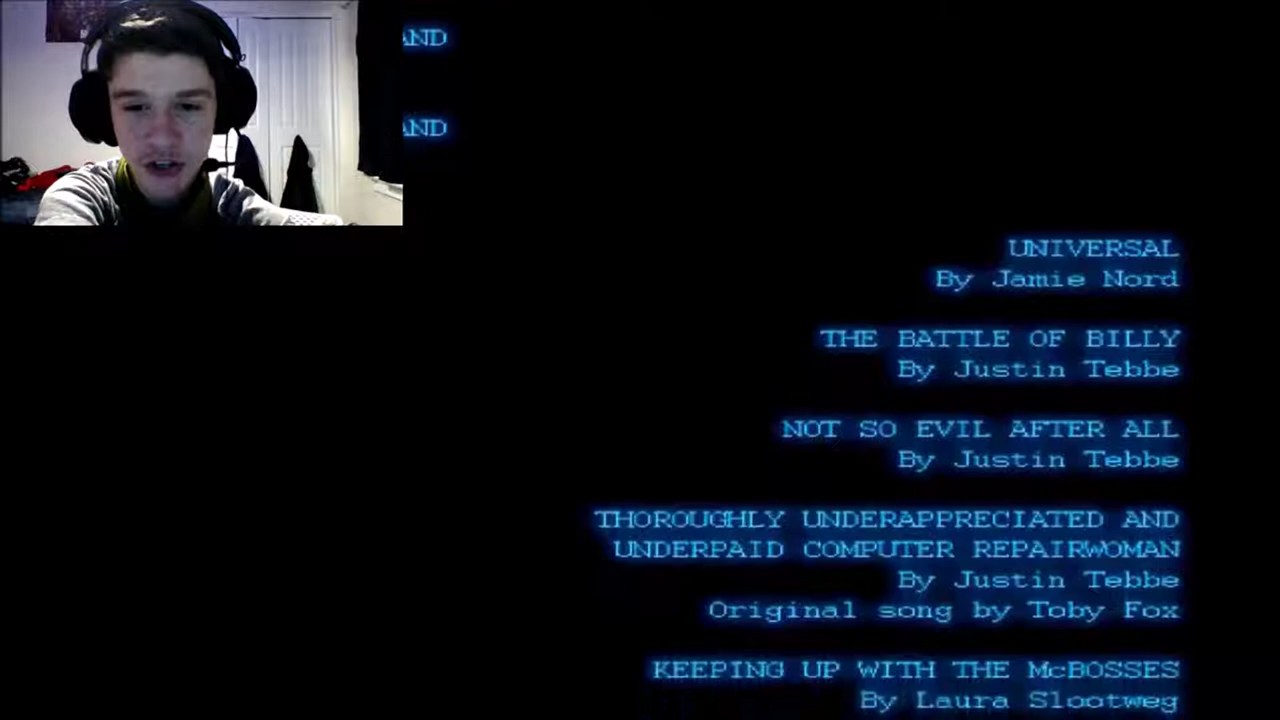 AND
AND
UNIVERSAL
By Jamie Nord
THE BATTLE OF BILLY
By Justin Tebbe
NOT SO EVIL AFTER ALL
By Justin Tebbe
THOROUGHLY UNDERAPPRECIATED AND
UNDERPAID COMPUTER REPAIRWOMAN
By Justin Tebbe
Original song by Toby Fox
KEEPING UP WITH THE McBOSSES
By Laura Slootweg